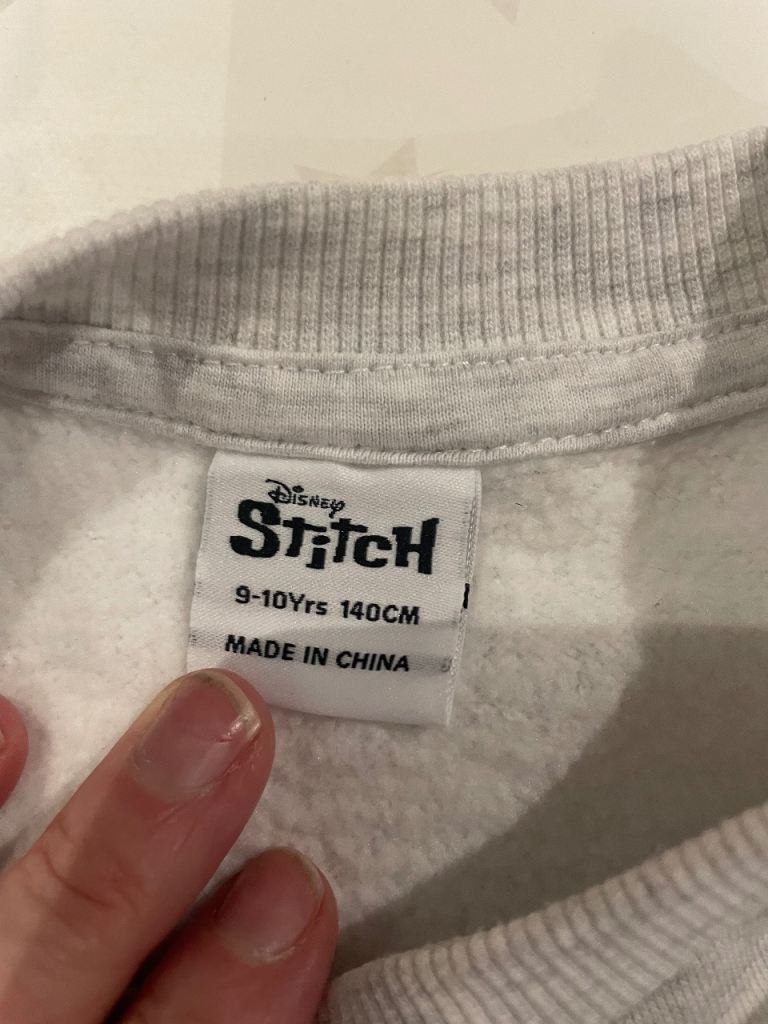 Disney
Stitch
9-10Yrs 140CM
MADE IN CHINA